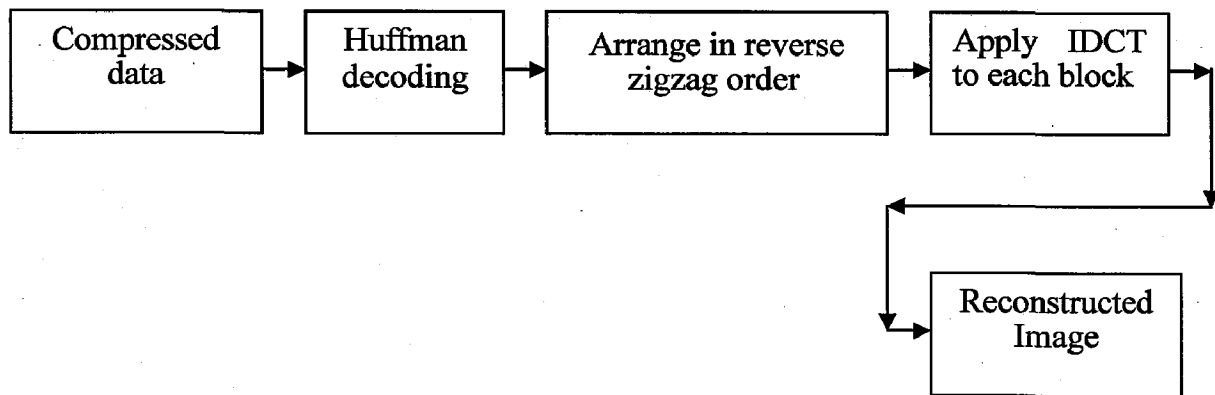 Compressed
data
Huffman
decoding
Arrange in reverse
zigzag order
Apply IDCT
to each block
Reconstructed
Image